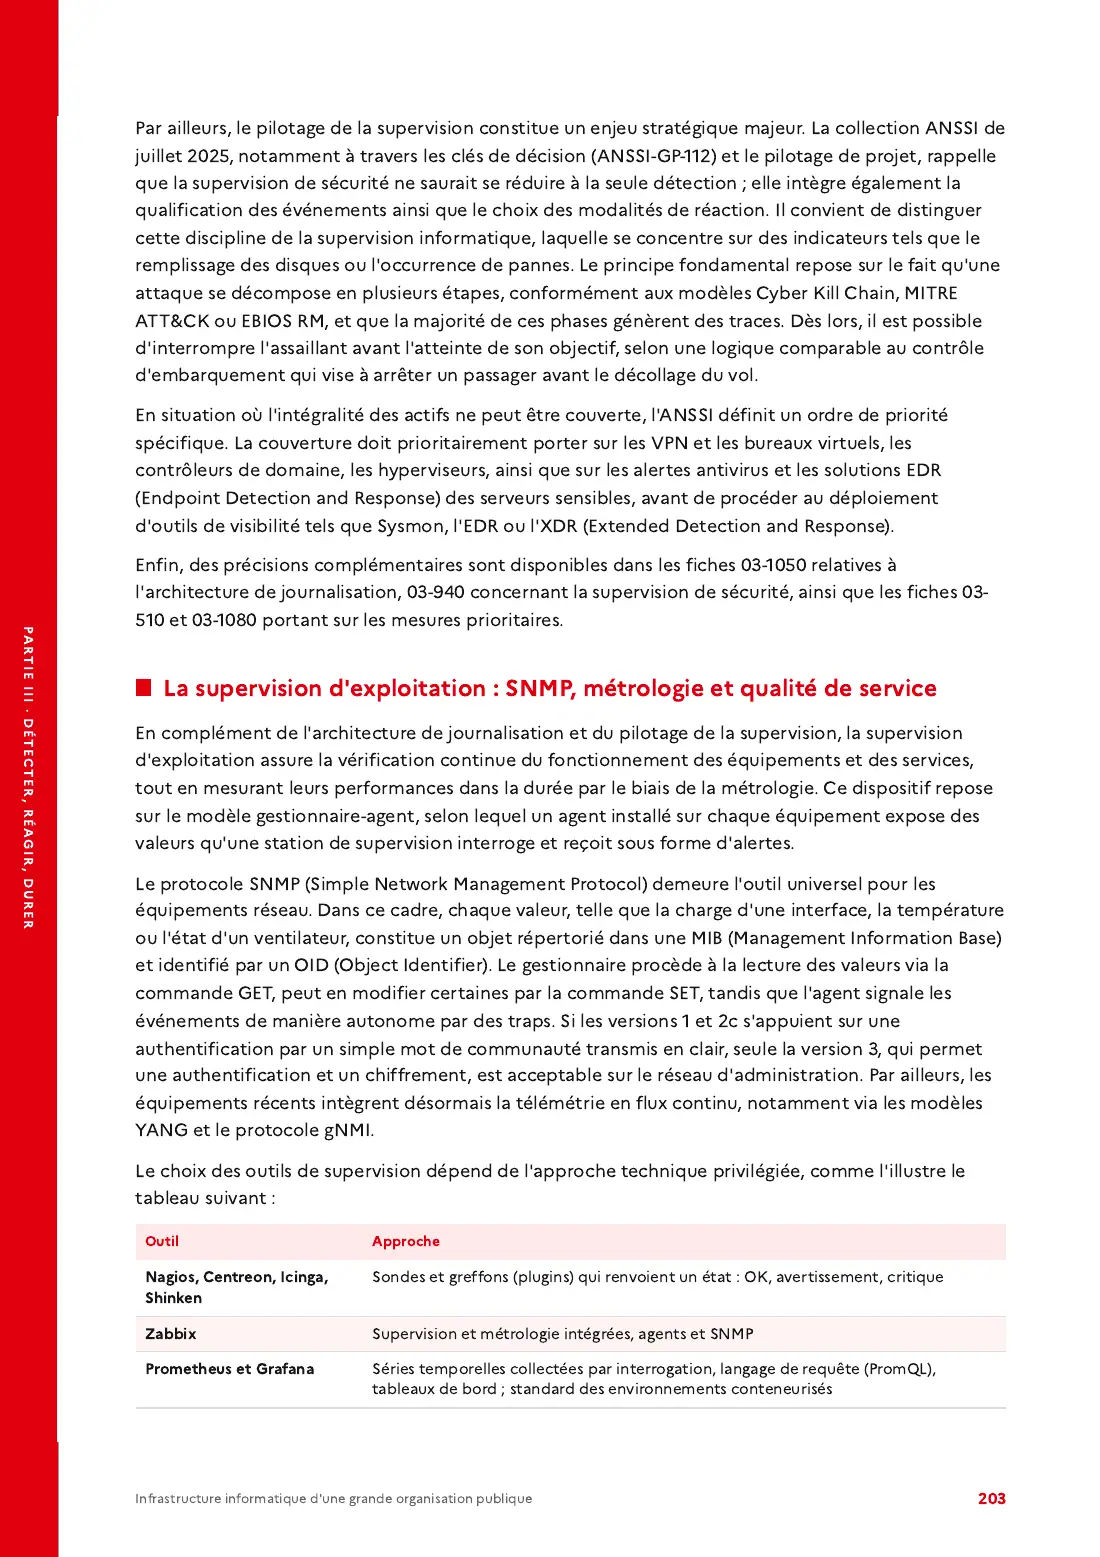 Par ailleurs, le pilotage de la supervision constitue un enjeu stratégique majeur. La collection ANSSI de
juillet 2025, notamment à travers les clés de décision (ANSSI-GP-112) et le pilotage de projet, rappelle
que la supervision de sécurité ne saurait se réduire à la seule détection ; elle intègre également la
qualification des événements ainsi que le choix des modalités de réaction. Il convient de distinguer
cette discipline de la supervision informatique, laquelle se concentre sur des indicateurs tels que le
remplissage des disques ou l'occurrence de pannes. Le principe fondamental repose sur le fait qu'une
attaque se décompose en plusieurs étapes, conformément aux modèles Cyber Kill Chain, MITRE
ATT&CK ou EBIOS RM, et que la majorité de ces phases génèrent des traces. Dès lors, il est possible
d'interrompre l'assaillant avant l'atteinte de son objectif, selon une logique comparable au contrôle
d'embarquement qui vise à arrêter un passager avant le décollage du vol.
En situation où l'intégralité des actifs ne peut être couverte, l'ANSSI définit un ordre de priorité
spécifique. La couverture doit prioritairement porter sur les VPN et les bureaux virtuels, les
contrôleurs de domaine, les hyperviseurs, ainsi que sur les alertes antivirus et les solutions EDR
(Endpoint Detection and Response) des serveurs sensibles, avant de procéder au déploiement
d'outils de visibilité tels que Sysmon, l'EDR ou l'XDR (Extended Detection and Response).
Enfin, des précisions complémentaires sont disponibles dans les fiches 03-1050 relatives à
l'architecture de journalisation, 03-940 concernant la supervision de sécurité, ainsi que les fiches 03-
510 et 03-1080 portant sur les mesures prioritaires.
■ La supervision d'exploitation : SNMP, métrologie et qualité de service
En complément de l'architecture de journalisation et du pilotage de la supervision, la supervision
d'exploitation assure la vérification continue du fonctionnement des équipements et des services,
tout en mesurant leurs performances dans la durée par le biais de la métrologie. Ce dispositif repose
sur le modèle gestionnaire-agent, selon lequel un agent installé sur chaque équipement expose des
valeurs qu'une station de supervision interroge et reçoit sous forme d'alertes.
Le protocole SNMP (Simple Network Management Protocol) demeure l'outil universel pour les
équipements réseau. Dans ce cadre, chaque valeur, telle que la charge d'une interface, la température
ou l'état d'un ventilateur, constitue un objet répertorié dans une MIB (Management Information Base)
et identifié par un OID (Object Identifier). Le gestionnaire procède à la lecture des valeurs via la
commande GET, peut en modifier certaines par la commande SET, tandis que l'agent signale les
événements de manière autonome par des traps. Si les versions 1 et 2c s'appuient sur une
authentification par un simple mot de communauté transmis en clair, seule la version 3, qui permet
une authentification et un chiffrement, est acceptable sur le réseau d'administration. Par ailleurs, les
équipements récents intègrent désormais la télémétrie en flux continu, notamment via les modèles
YANG et le protocole gNMI.
Le choix des outils de supervision dépend de l'approche technique privilégiée, comme l'illustre le
tableau suivant :
Outil Approche
Nagios, Centreon, Icinga, Sondes et greffons (plugins) qui renvoient un état : OK, avertissement, critique
Shinken
Zabbix Supervision et métrologie intégrées, agents et SNMP
Prometheus et Grafana Séries temporelles collectées par interrogation, langage de requête (PromQL),
tableaux de bord ; standard des environnements conteneurisés
Infrastructure informatique d'une grande organisation publique 203
PARTIE III · DÉTECTER, RÉAGIR, DURER